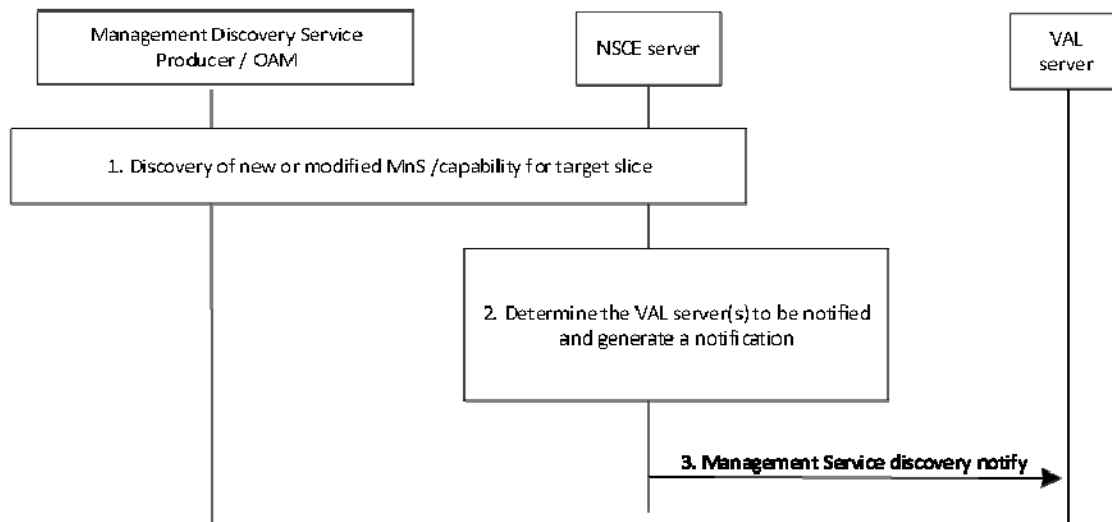 Management Discovery Service
Producer / OAM
NSCE server
VAL
server
1. Discovery of new or modified MnS /capability for target slice
2. Determine the VAL server(s) to be notified
and generate a notification
3. Management Service discovery notify